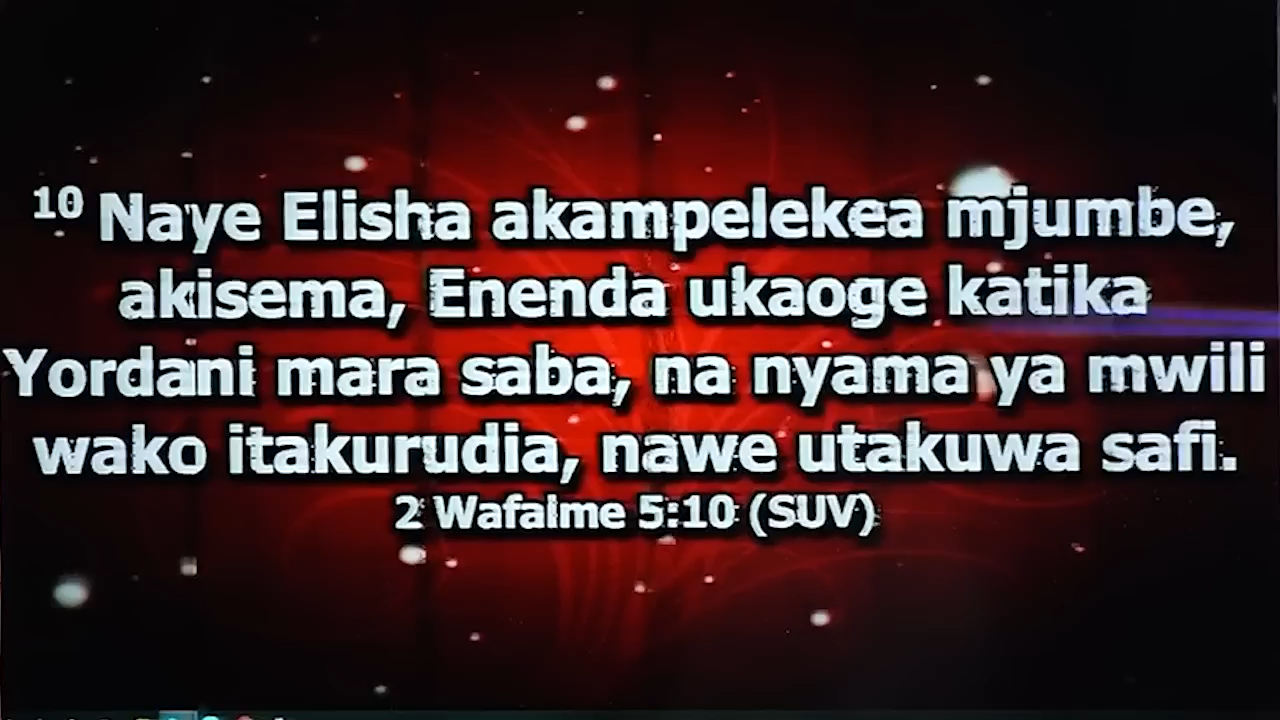 10 Naye Elisha akampelekea mjumbe,
akisema, Enenda ukaoge katika
Yordani mara saba, na nyama ya mwili
wako itakurudia, nawe utakuwa safi.
2 Wafalme 5:10 (SUV)